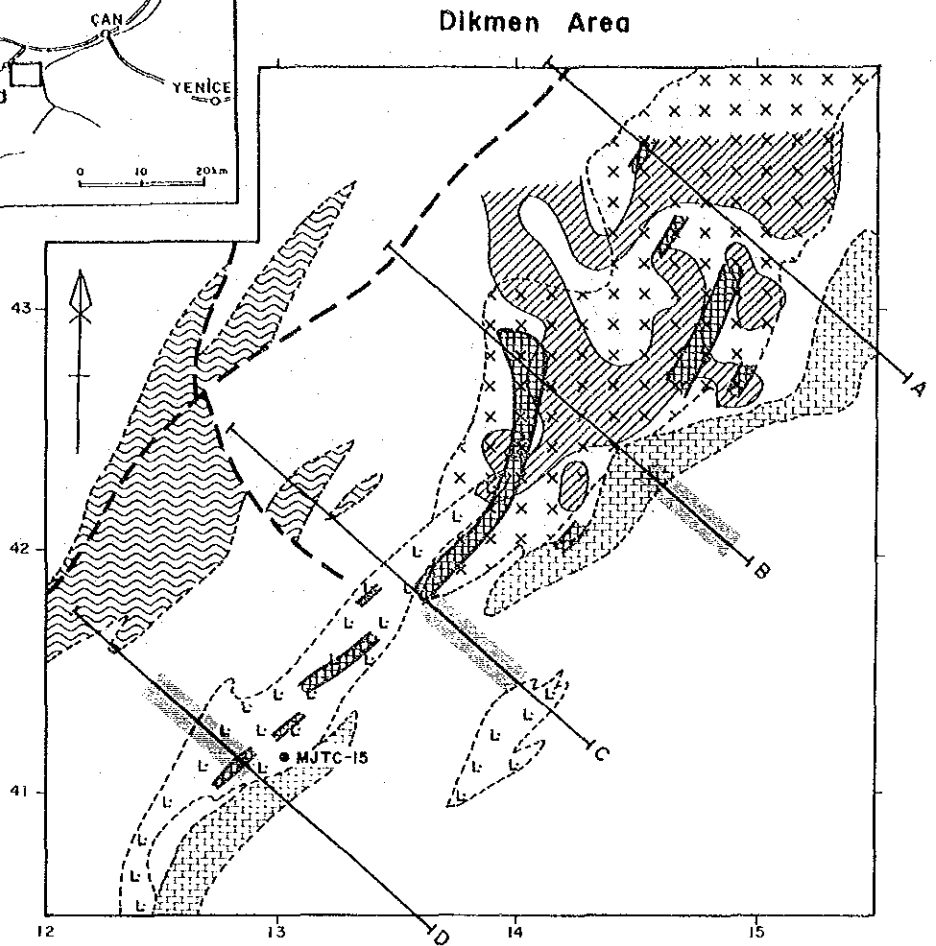 Dikmen Area
ÇAN
YENİCE
0 10 20km
43
42
41
12 13 14 15
A
B
C
D
MJTC-15